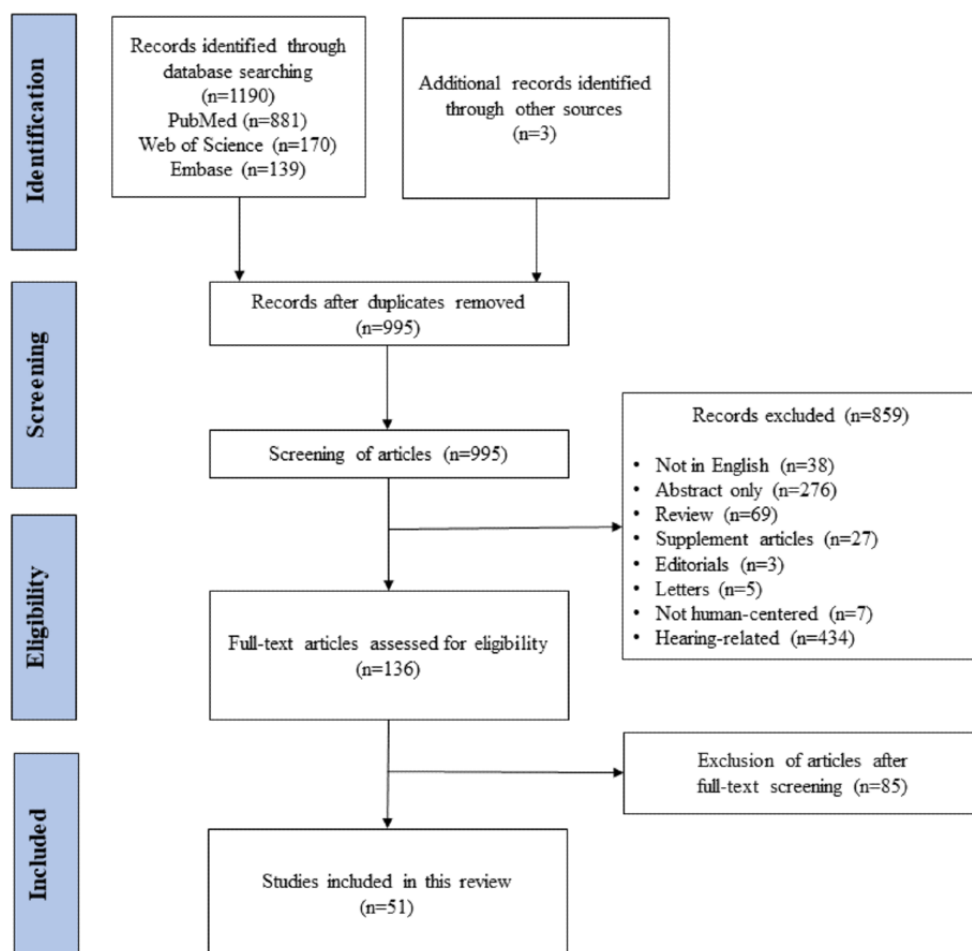 Identification
Records identified through
database searching
(n=1190)
PubMed (n=881)
Web of Science (n=170)
Embase (n=139)
Additional records identified
through other sources
(n=3)
Screening
Records after duplicates removed
(n=995)
Screening of articles (n=995)
Records excluded (n=859)
• Not in English (n=38)
• Abstract only (n=276)
• Review (n=69)
• Supplement articles (n=27)
• Editorials (n=3)
• Letters (n=5)
• Not human-centered (n=7)
• Hearing-related (n=434)
Eligibility
Full-text articles assessed for eligibility
(n=136)
Exclusion of articles after
full-text screening (n=85)
Included
Studies included in this review
(n=51)